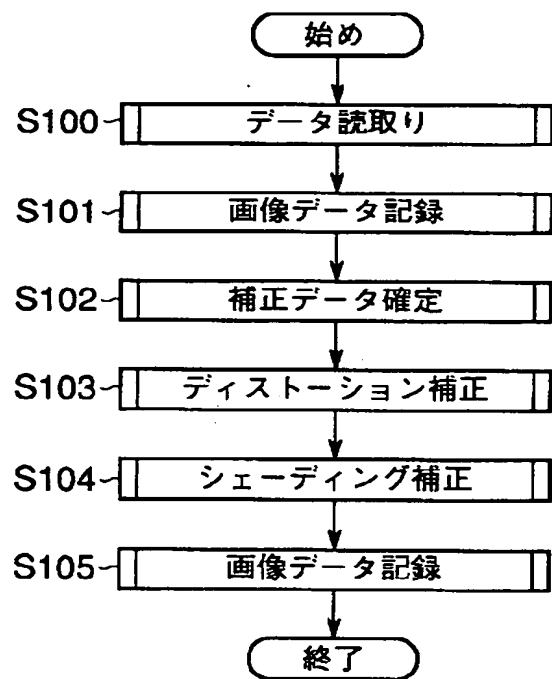 始め
S100 データ読取り
S101 画像データ記録
S102 補正データ確定
S103 ディストーション補正
S104 シェーディング補正
S105 画像データ記録
終了